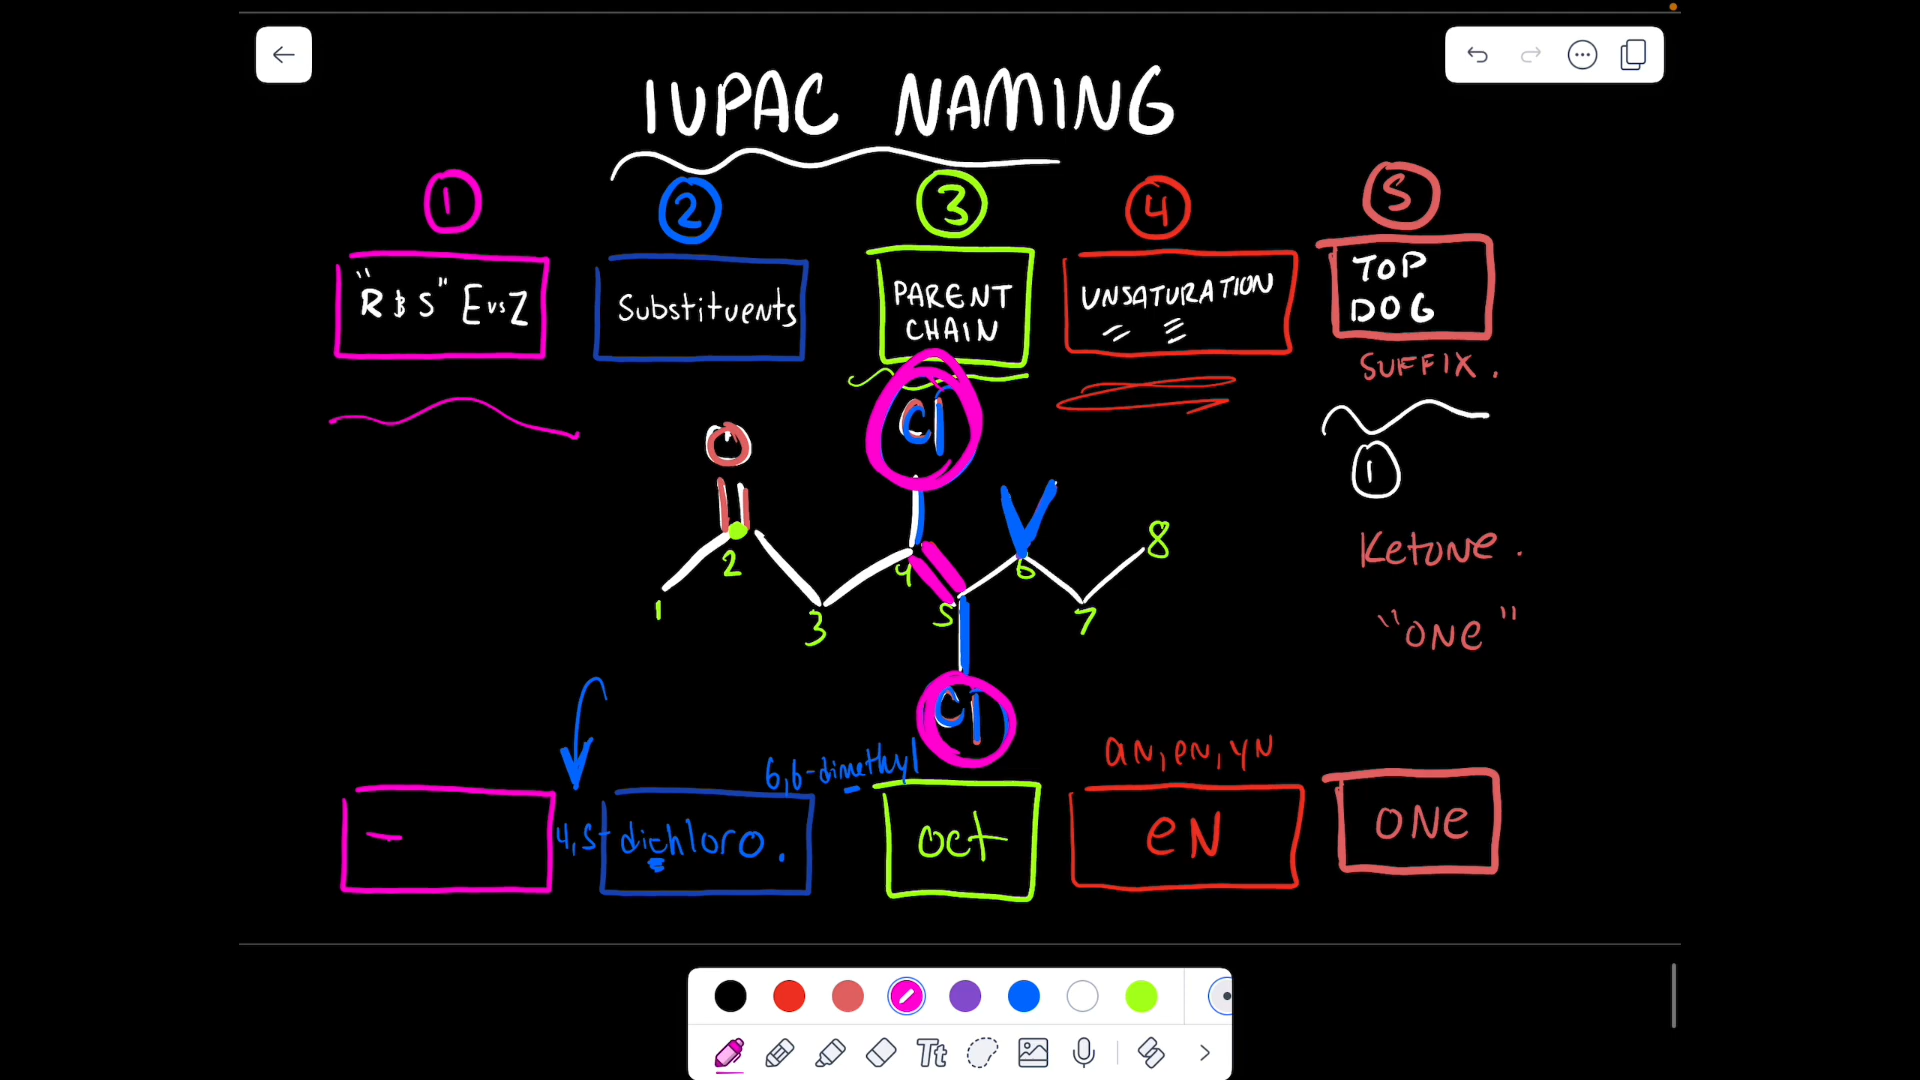 IUPAC NAMING
1
2
3
4
5
"R & S" E vs Z
Substituents
PARENT
CHAIN
UNSATURATION
= ≡
TOP
DOG
SUFFIX.
1
Ketone.
"ONe"
O
Cl
1
2
3
4
5
6
7
8
Cl
6,6-dimethyl
aN, eN, yN
4,5-dichloro.
oct
eN
ONe
Tt